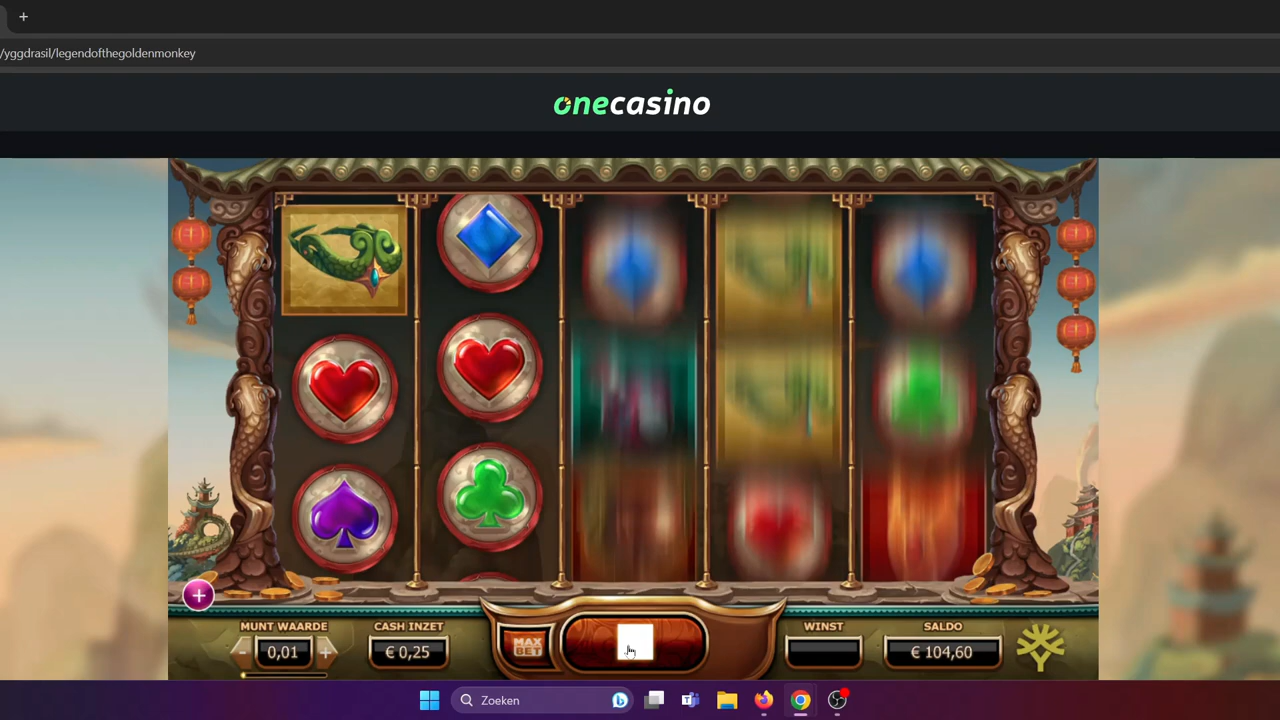 /yggdrasil/legendofthegoldenmonkey
onecasino
MUNT WAARDE
CASH INZET
WINST
SALDO
0,01
€ 0,25
MAX
BET
€ 104,60
Zoeken